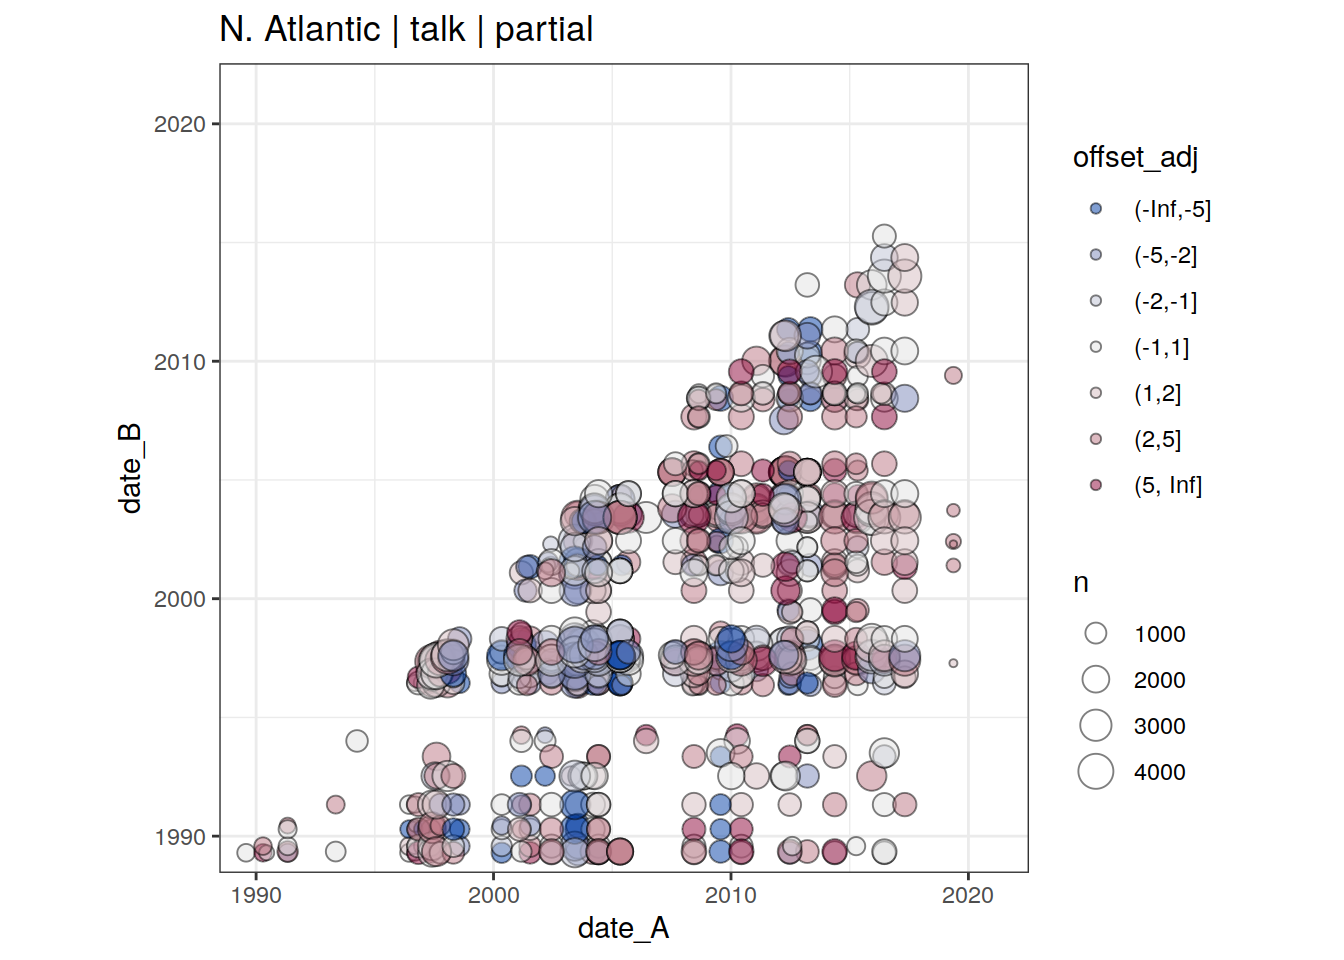 N. Atlantic | talk | partial
2020
2010
2000
1990
date_B
1990
2000
2010
2020
date_A
offset_adj
(-Inf,-5]
(-5,-2]
(-2,-1]
(-1,1]
(1,2]
(2,5]
(5, Inf]
n
1000
2000
3000
4000